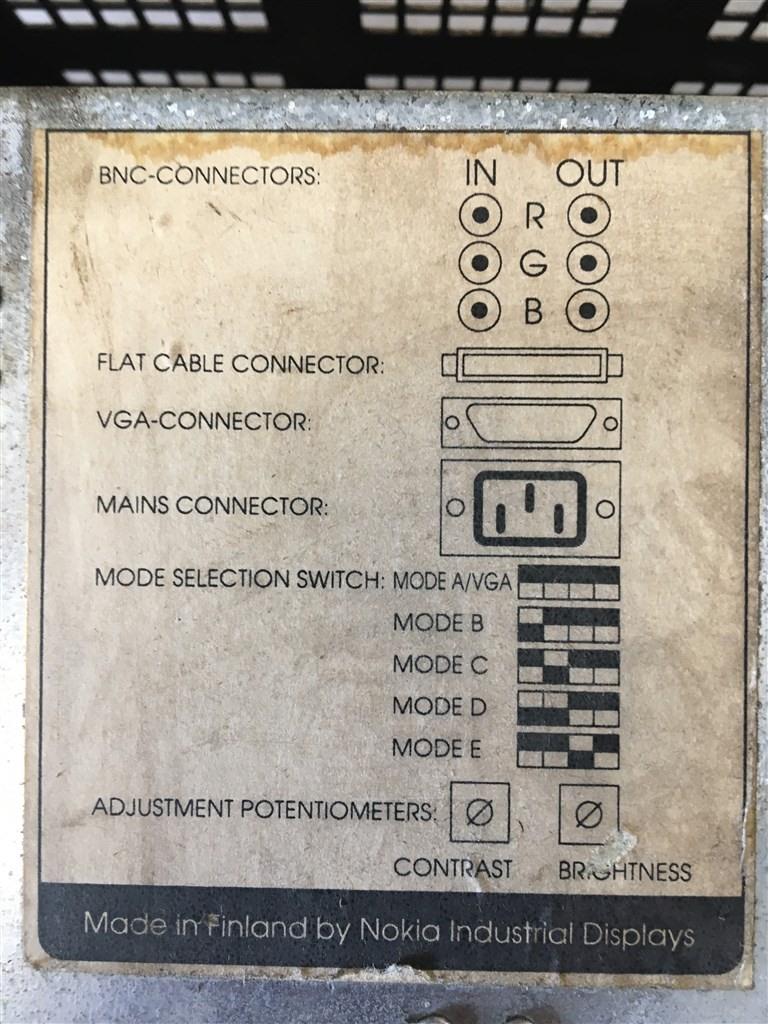 BNC-CONNECTORS: IN OUT
R
G
B
FLAT CABLE CONNECTOR:
VGA-CONNECTOR:
MAINS CONNECTOR:
MODE SELECTION SWITCH: MODE A/VGA
MODE B
MODE C
MODE D
MODE E
ADJUSTMENT POTENTIOMETERS:
CONTRAST BRIGHTNESS
Made in Finland by Nokia Industrial Displays